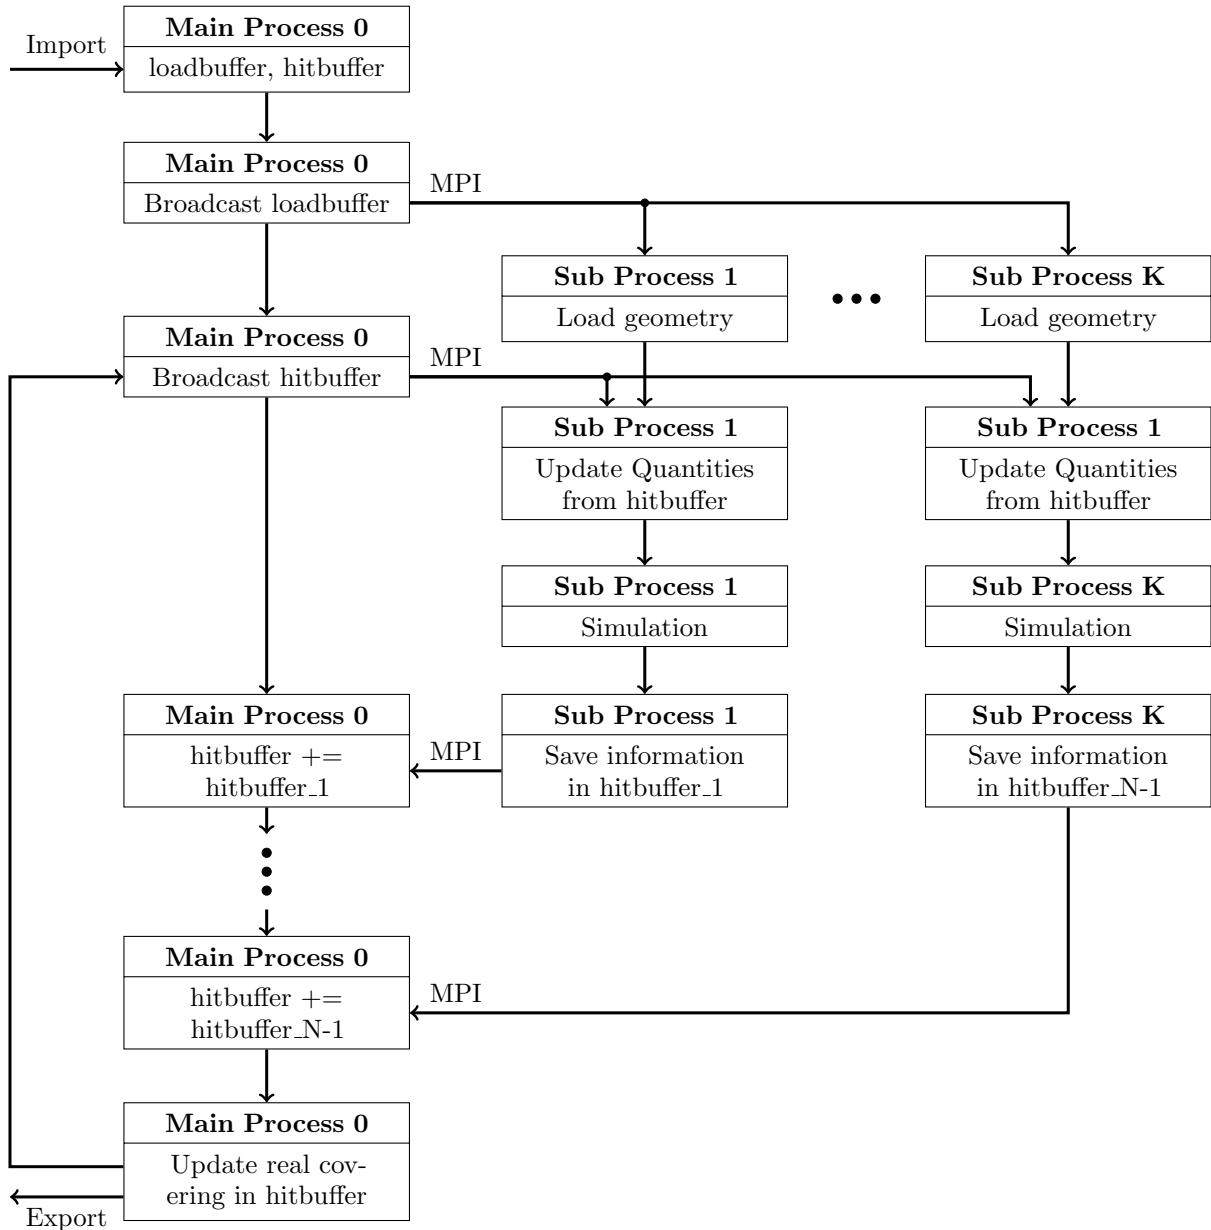 Main Process 0
Import
loadbuffer, hitbuffer
Main Process 0
Broadcast loadbuffer
MPI
Sub Process 1
Load geometry
Sub Process K
Load geometry
Main Process 0
Broadcast hitbuffer
MPI
Sub Process 1
Update Quantities
from hitbuffer
Sub Process 1
Update Quantities
from hitbuffer
Sub Process 1
Simulation
Sub Process K
Simulation
Main Process 0
hitbuffer +=
hitbuffer_1
MPI
Sub Process 1
Save information
in hitbuffer_1
Sub Process K
Save information
in hitbuffer_N-1
Main Process 0
hitbuffer +=
hitbuffer_N-1
MPI
Main Process 0
Update real cov-
ering in hitbuffer
Export